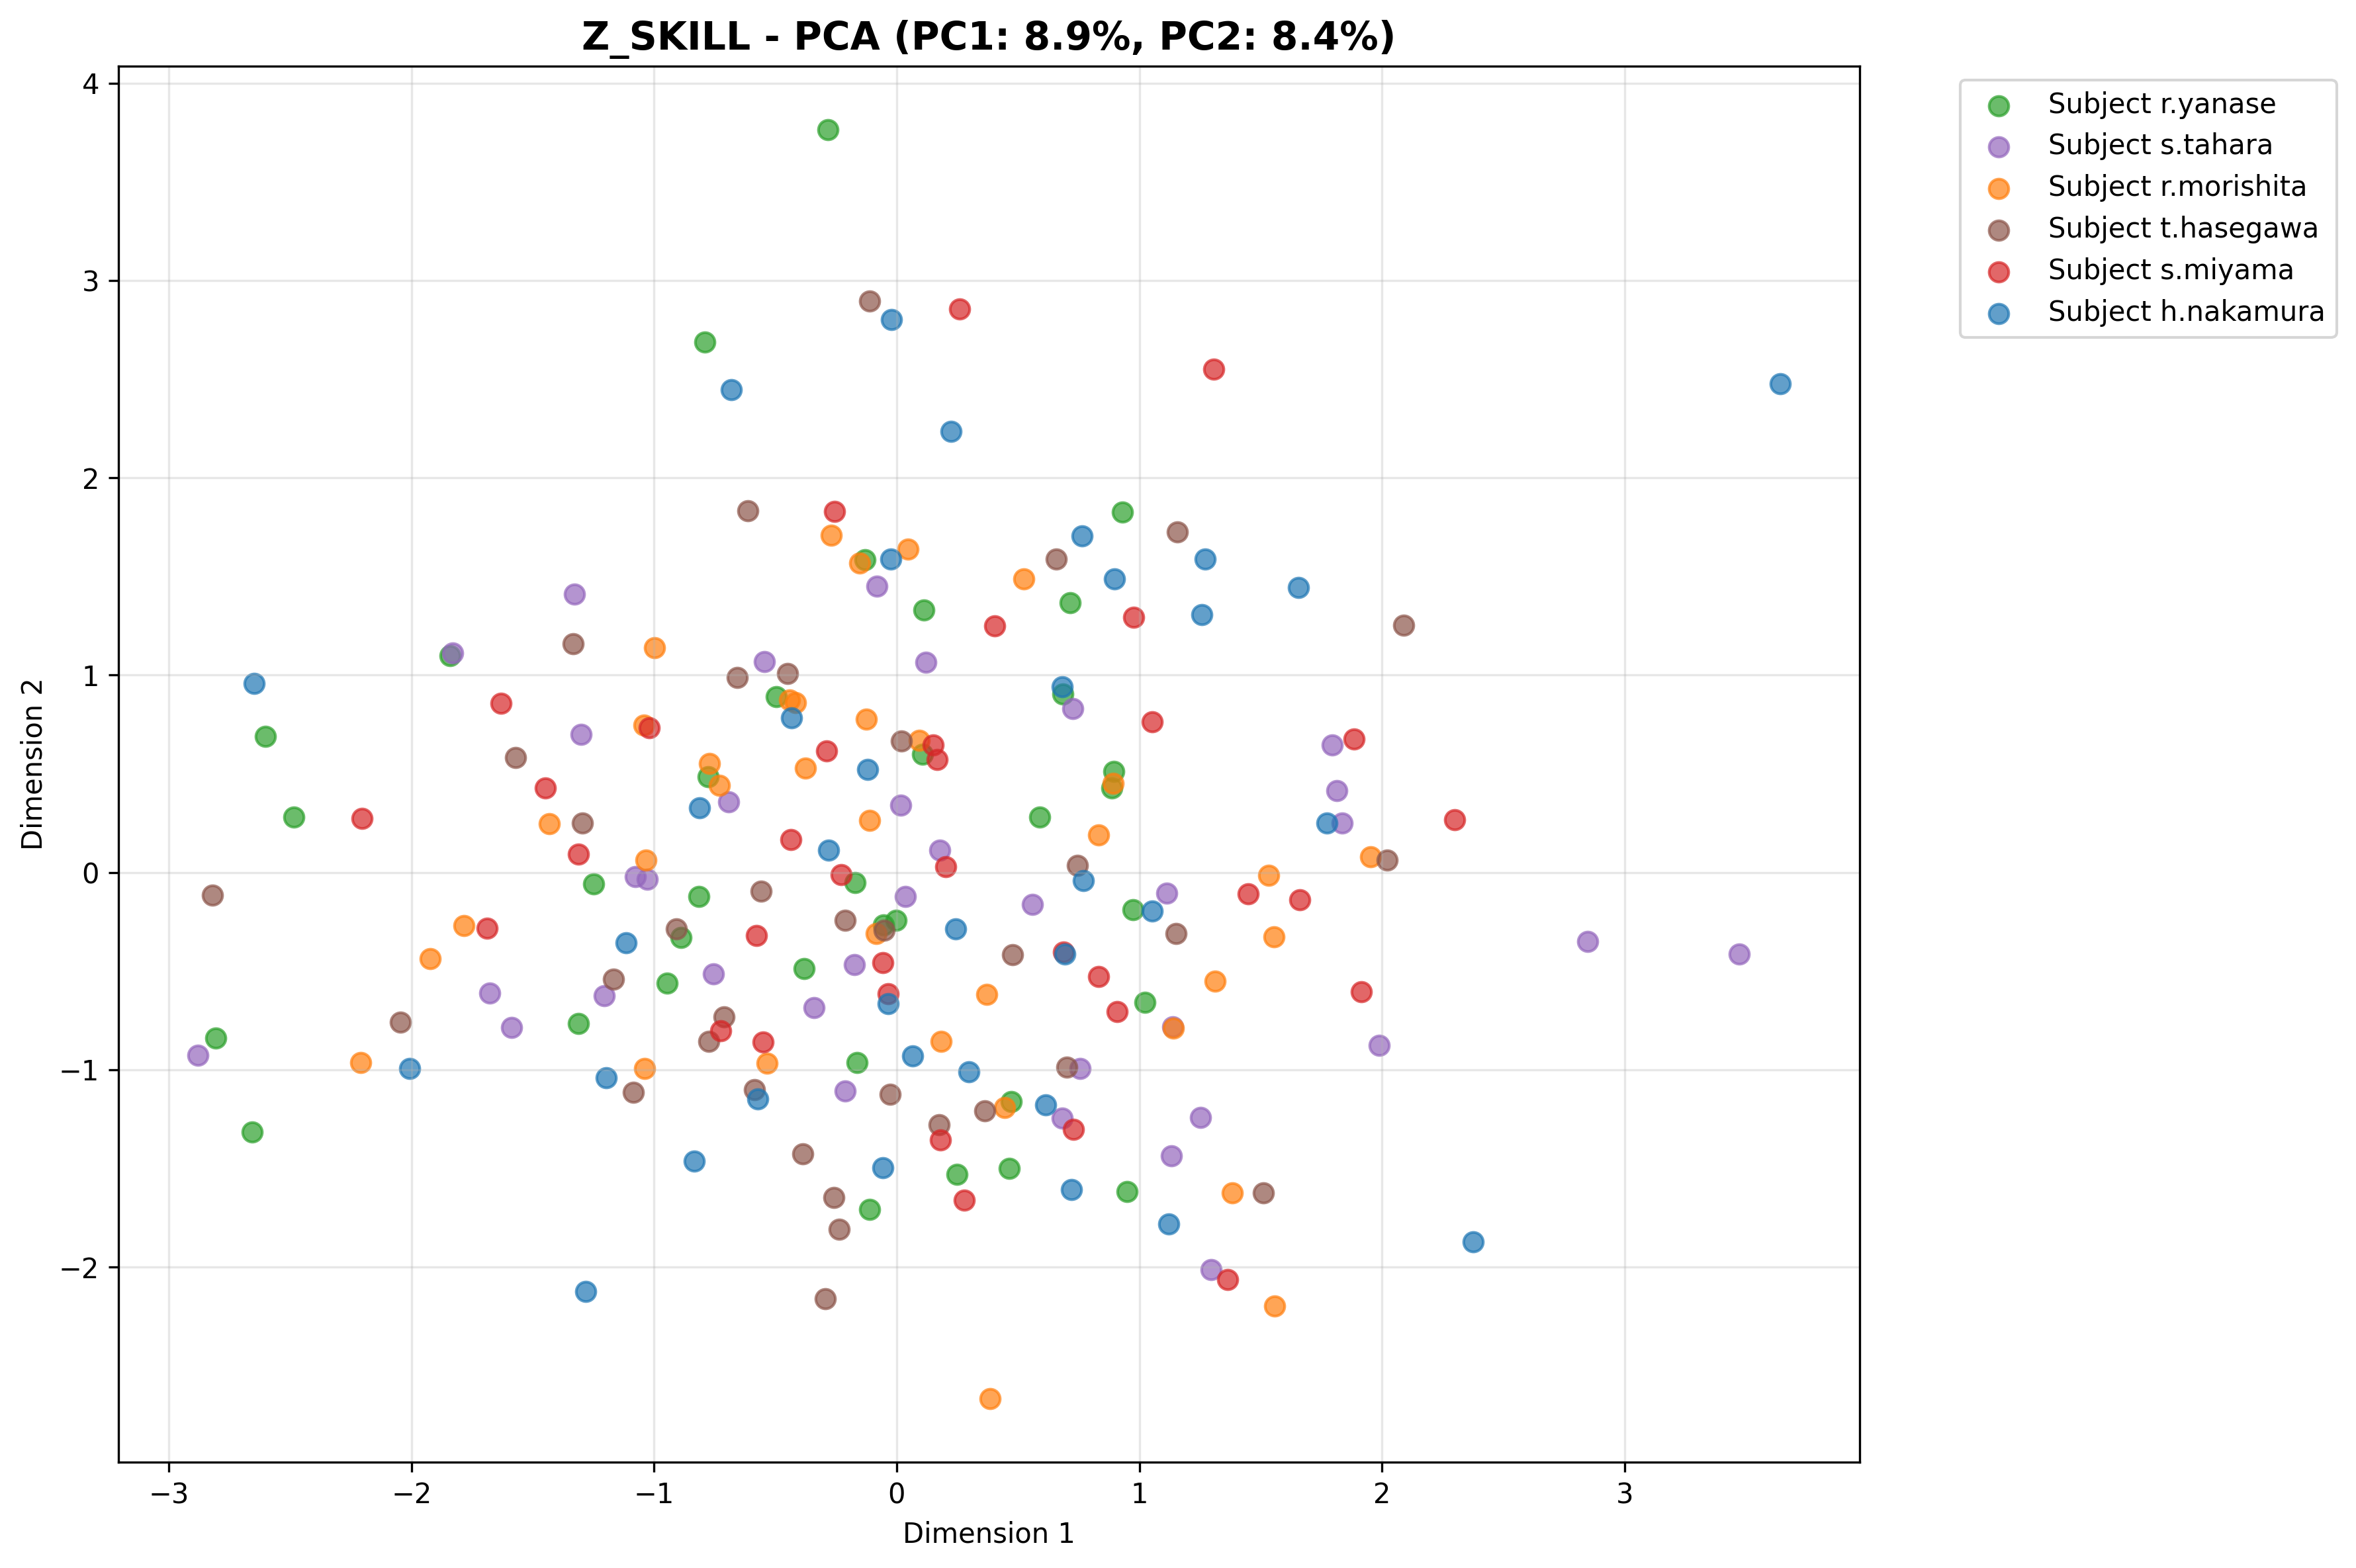 Z_SKILL - PCA (PC1: 8.9%, PC2: 8.4%)
Subject r.yanase
Subject s.tahara
Subject r.morishita
Subject t.hasegawa
Subject s.miyama
Subject h.nakamura
Dimension 2
4
3
2
1
0
−1
−2
−3
−2
−1
0
1
2
3
Dimension 1